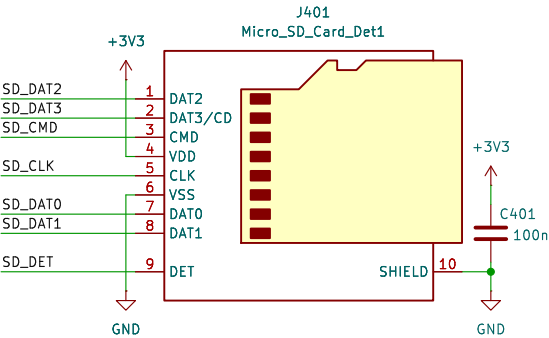 J401
Micro_SD_Card_Det1
+3V3
SD_DAT2 1 DAT2
SD_DAT3 2 DAT3/CD
SD_CMD 3 CMD
4 VDD
SD_CLK 5 CLK
6 VSS
SD_DAT0 7 DAT0
SD_DAT1 8 DAT1
SD_DET 9 DET
SHIELD 10
GND
+3V3
C401
100n
GND